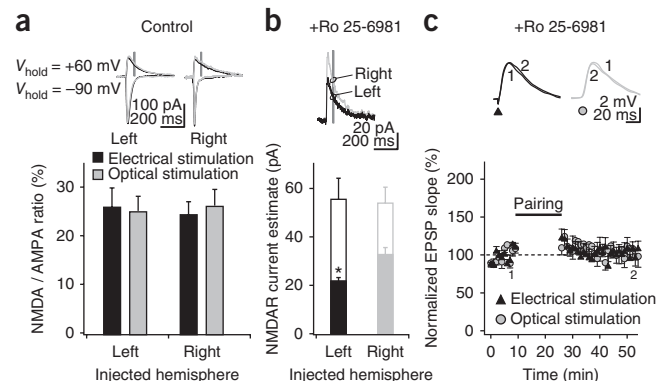 a
Control
V hold = +60 mV
V hold = –90 mV
100 pA
200 ms
Left
Right
Electrical stimulation
Optical stimulation
NMDA / AMPA ratio (%)
30
20
10
0
Left
Right
Injected hemisphere
b
+Ro 25-6981
Right
Left
20 pA
200 ms
NMDAR current estimate (pA)
80
60
40
20
0
*
Left
Right
Injected hemisphere
c
+Ro 25-6981
2
1
1
2
2 mV
20 ms
Normalized EPSP slope (%)
200
150
100
50
0
Pairing
1
2
Electrical stimulation
Optical stimulation
0 10 20 30 40 50
Time (min)